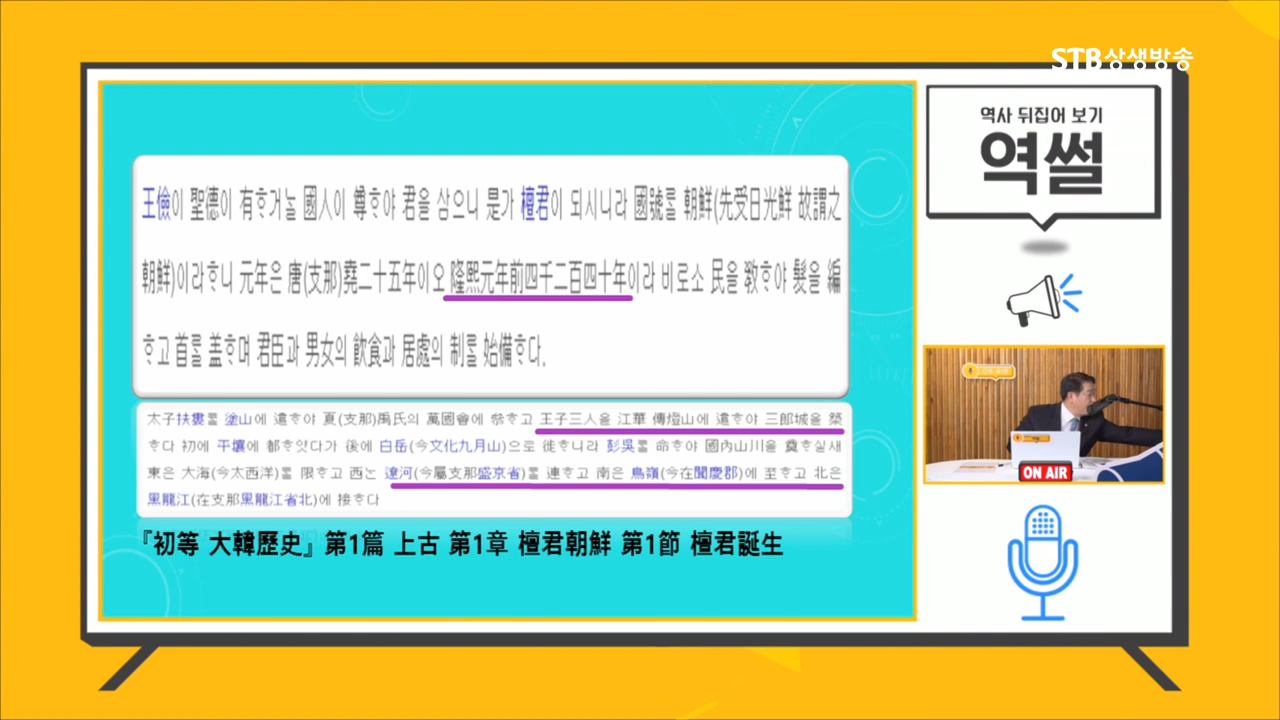 STB상생방송
王儉이 聖德이 有ᄒᆞ거ᄂᆞᆯ 國人이 尊ᄒᆞ야 君을 삼으니 是가 檀君이 되시니라 國號ᄅᆞᆯ 朝鮮(先受日光鮮 故謂之
朝鮮)이라ᄒᆞ니 元年은 唐(支那)堯二十五年이오 隆熙元年前四千二百四十年이라 비로소 民을 敎ᄒᆞ야 髮을 編
ᄒᆞ고 首ᄅᆞᆯ 盖ᄒᆞ며 君臣과 男女의 飮食과 居處의 制ᄅᆞᆯ 始備ᄒᆞ다.
太子扶婁ᄅᆞᆯ 塗山에 遣ᄒᆞ야 夏(支那)禹氏의 萬國會에 叅ᄒᆞ고 王子三人을 江華 傳燈山에 遣ᄒᆞ야 三郎城을 築
ᄒᆞ다 初에 平壤에 都ᄒᆞ엿다가 後에 白岳(今文化九月山)으로 徙ᄒᆞ니라 彭吳ᄅᆞᆯ 命ᄒᆞ야 國內山川을 奠ᄒᆞ실새
東은 大海(今太西洋)ᄅᆞᆯ 限ᄒᆞ고 西는 遼河(今屬支那盛京省)ᄅᆞᆯ 連ᄒᆞ고 南은 鳥嶺(今在聞慶郡)에 至ᄒᆞ고 北은
黑龍江(在支那黑龍江省北)에 接ᄒᆞ다
『初等 大韓歷史』 第1篇 上古 第1章 檀君朝鮮 第1節 檀君誕生
역사 뒤집어 보기
역썰
ON AIR